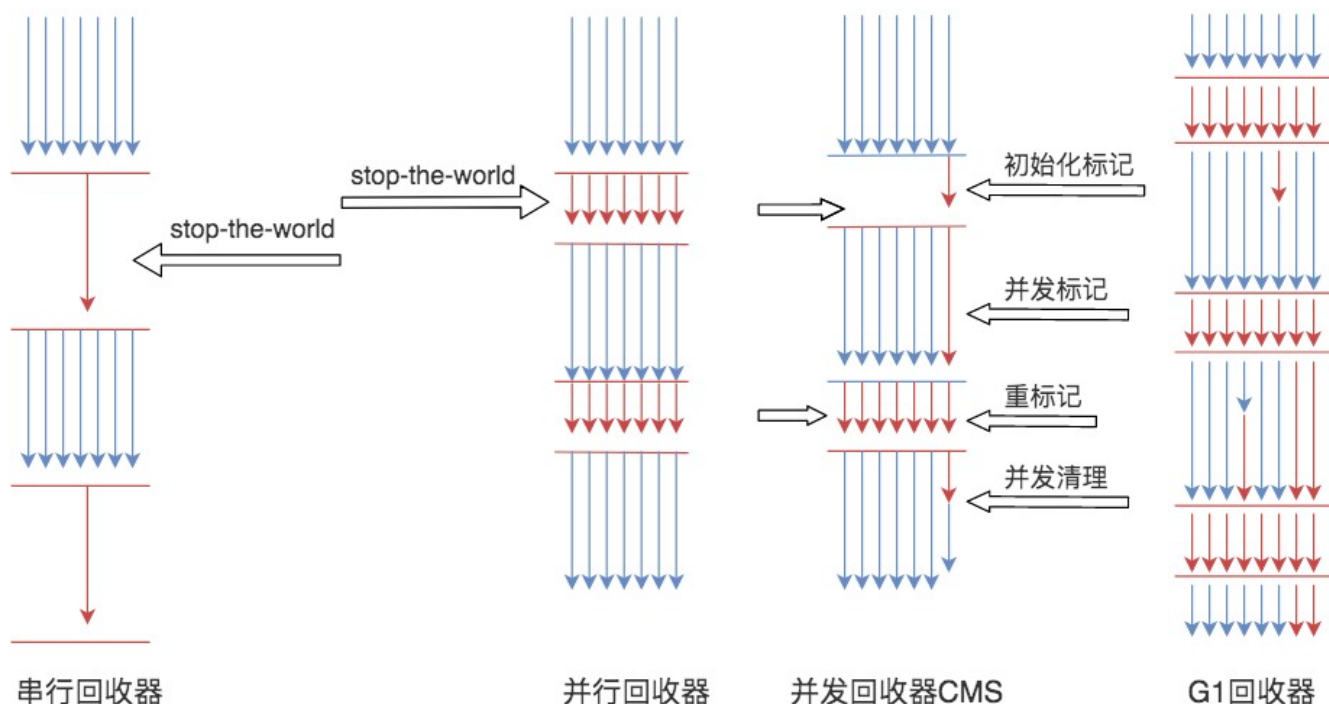 初始化标记
stop-the-world
stop-the-world
并发标记
重标记
并发清理
串行回收器
并行回收器
并发回收器CMS
G1回收器